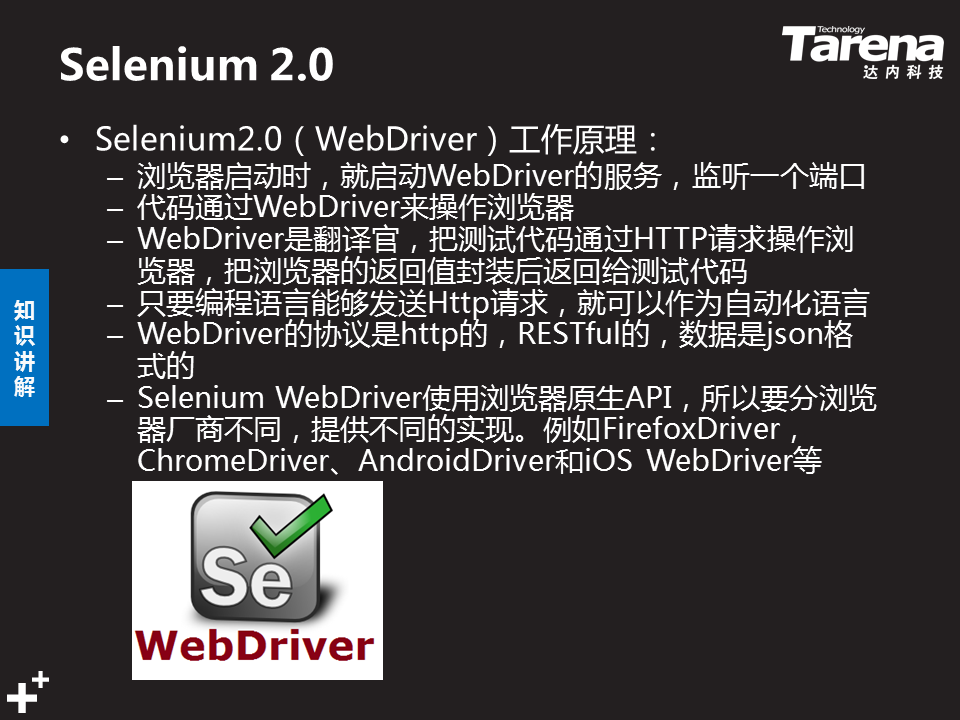 Selenium 2.0
Technology
Tarena
达内科技
• Selenium2.0（WebDriver）工作原理：
– 浏览器启动时，就启动WebDriver的服务，监听一个端口
– 代码通过WebDriver来操作浏览器
– WebDriver是翻译官，把测试代码通过HTTP请求操作浏
览器，把浏览器的返回值封装后返回给测试代码
– 只要编程语言能够发送Http请求，就可以作为自动化语言
– WebDriver的协议是http的，RESTful的，数据是json格
式的
– Selenium WebDriver使用浏览器原生API，所以要分浏览
器厂商不同，提供不同的实现。例如FirefoxDriver，
ChromeDriver、AndroidDriver和iOS WebDriver等
知
识
讲
解
Se
WebDriver